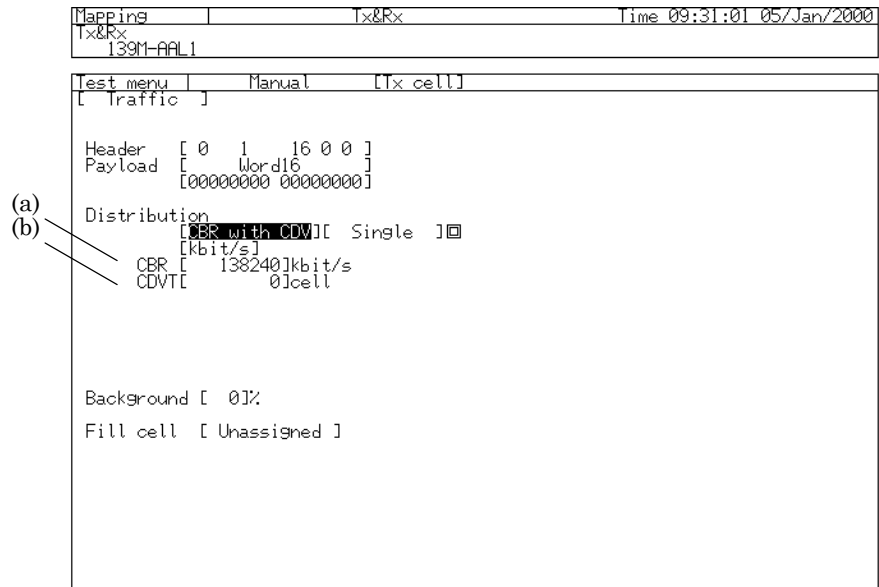 Mapping Tx&Rx Time 09:31:01 05/Jan/2000
Tx&Rx
139M-AAL1
Test menu Manual [Tx cell]
[ Traffic ]
Header [ 0 1 16 0 0 ]
Payload [ Word16 ]
[00000000 00000000]
(a)
(b)
Distribution
[CBR with CDV][ Single ]
[kbit/s]
CBR [ 138240]kbit/s
CDVT[ 0]cell
Background [ 0]%
Fill cell [ Unassigned ]